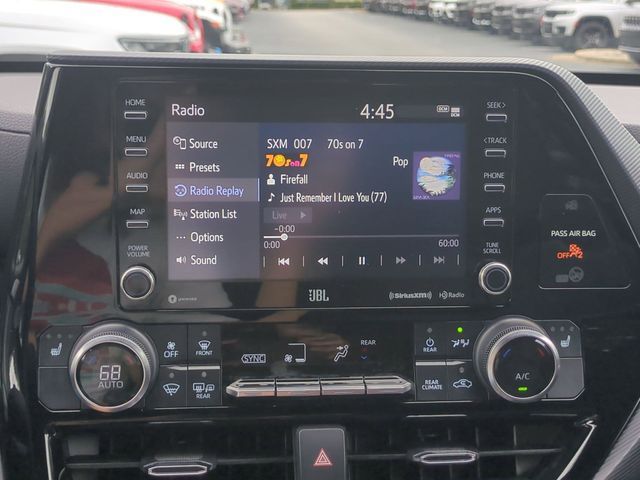 HOME
MENU
AUDIO
MAP
POWER
VOLUME
Radio
4:45
DCM
DCM
Source
Presets
Radio Replay
Station List
Options
Sound
SXM 007 70s on 7
70s on 7
Pop
Firefall
Just Remember I Love You (77)
Live
-0:00
0:00
60:00
JBL
SiriusXM
HD Radio
SEEK>
<TRACK
PHONE
APPS
TUNE
SCROLL
PASS AIR BAG
OFF 2
68
AUTO
OFF
FRONT
REAR
SYNC
REAR
REAR
REAR
CLIMATE
A/C